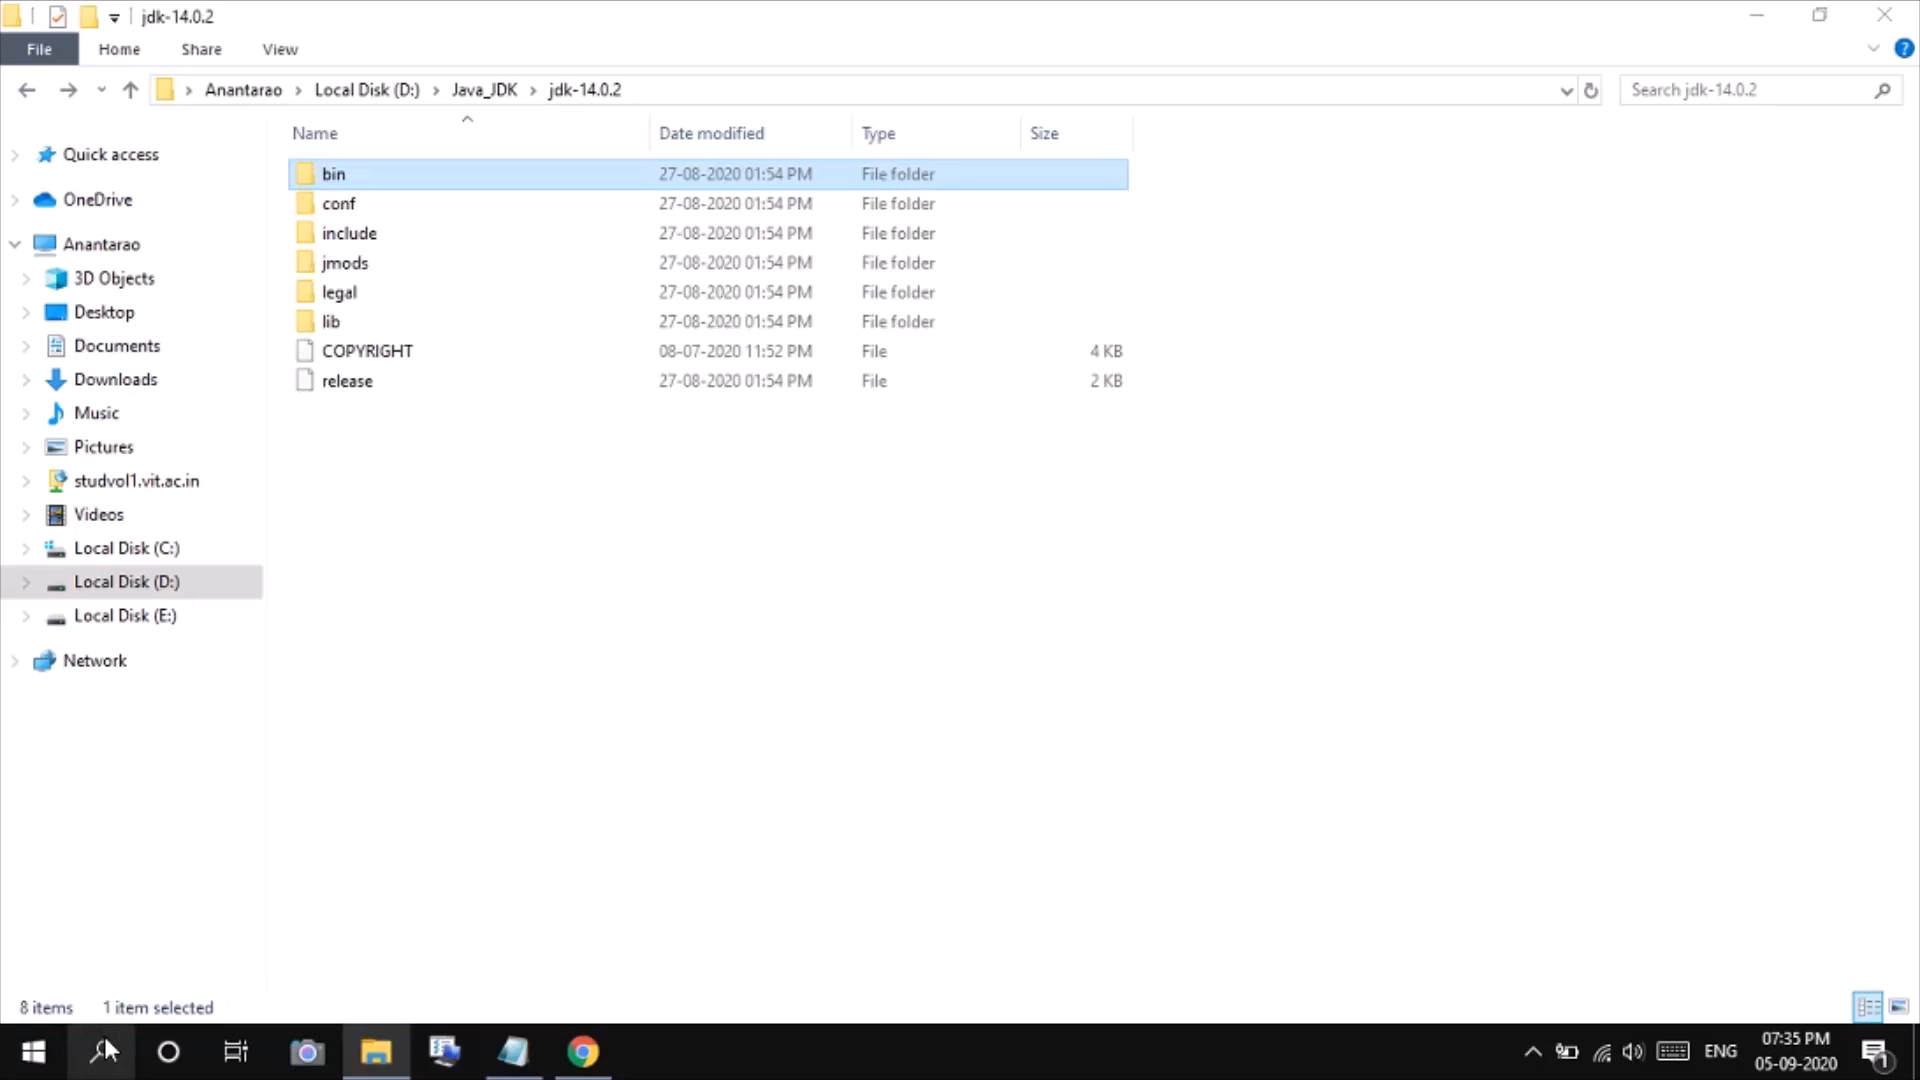 jdk-14.0.2
File Home Share View
Anantarao Local Disk (D:) Java_JDK jdk-14.0.2
Search jdk-14.0.2
Name Date modified Type Size
Quick access
OneDrive
Anantarao
3D Objects
Desktop
Documents
Downloads
Music
Pictures
studvol1.vit.ac.in
Videos
Local Disk (C:)
Local Disk (D:)
Local Disk (E:)
Network
bin 27-08-2020 01:54 PM File folder
conf 27-08-2020 01:54 PM File folder
include 27-08-2020 01:54 PM File folder
jmods 27-08-2020 01:54 PM File folder
legal 27-08-2020 01:54 PM File folder
lib 27-08-2020 01:54 PM File folder
COPYRIGHT 08-07-2020 11:52 PM File 4 KB
release 27-08-2020 01:54 PM File 2 KB
8 items 1 item selected
ENG
07:35 PM
05-09-2020
1